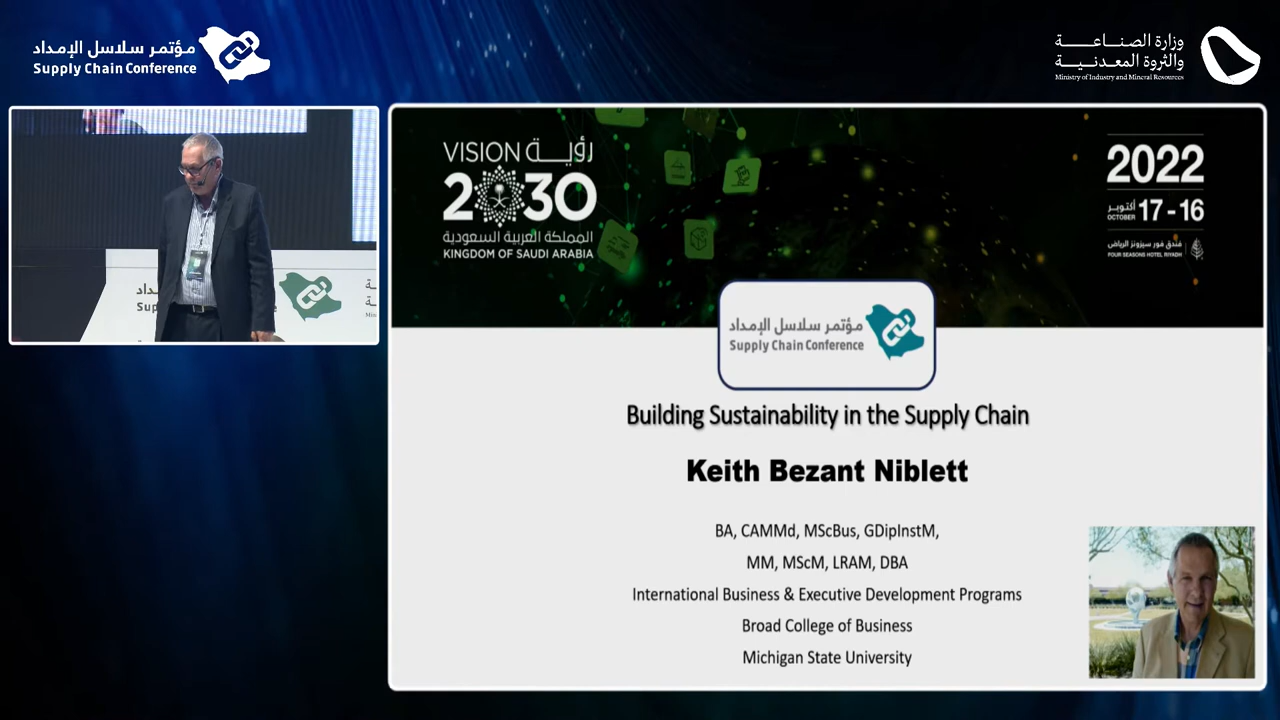 مؤتمر سلاسل الإمداد
Supply Chain Conference
وزارة الصناعة
والثروة المعدنية
Ministry of Industry and Mineral Resources
VISION رؤية
2030
المملكة العربية السعودية
KINGDOM OF SAUDI ARABIA
2022
أكتوبر
OCTOBER
17 - 16
فندق فور سيزونز الرياض
FOUR SEASONS HOTEL RIYADH
مؤتمر سلاسل الإمداد
Supply Chain Conference
Building Sustainability in the Supply Chain
Keith Bezant Niblett
BA, CAMMd, MScBus, GDipInstM,
MM, MScM, LRAM, DBA
International Business & Executive Development Programs
Broad College of Business
Michigan State University